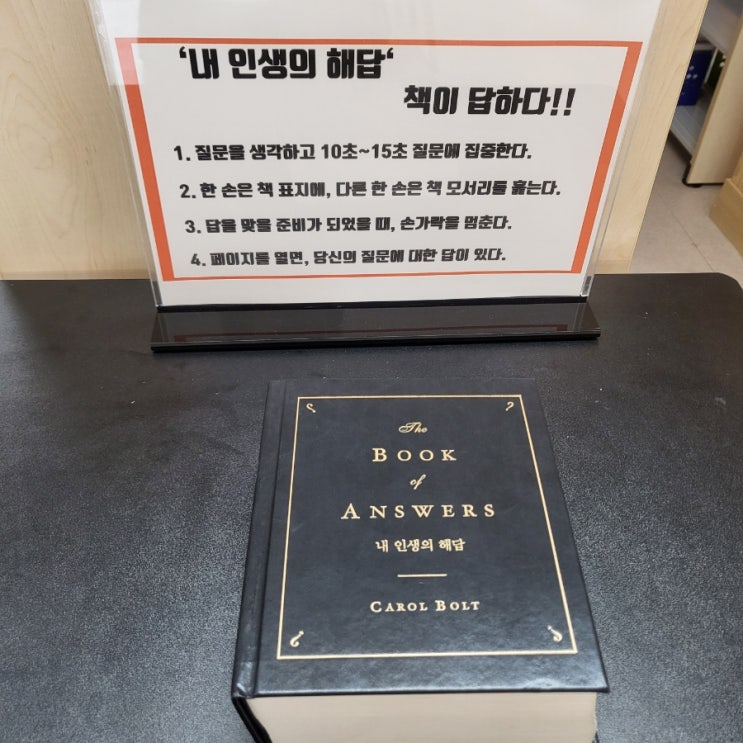 ‘내 인생의 해답‘
책이 답하다!!
1. 질문을 생각하고 10초~15초 질문에 집중한다.
2. 한 손은 책 표지에, 다른 한 손은 책 모서리를 훑는다.
3. 답을 맞을 준비가 되었을 때, 손가락을 멈춘다.
4. 페이지를 열면, 당신의 질문에 대한 답이 있다.
The
BOOK
of
ANSWERS
내 인생의 해답
CAROL BOLT